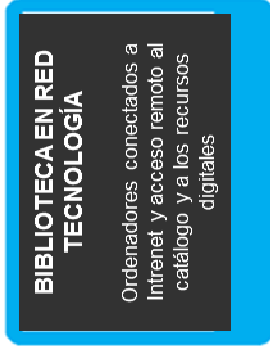 BIBLIOTECA EN RED
TECNOLOGÍA
Ordenadores conectados a
Intrenet y acceso remoto al
catálogo y a los recursos
digitales